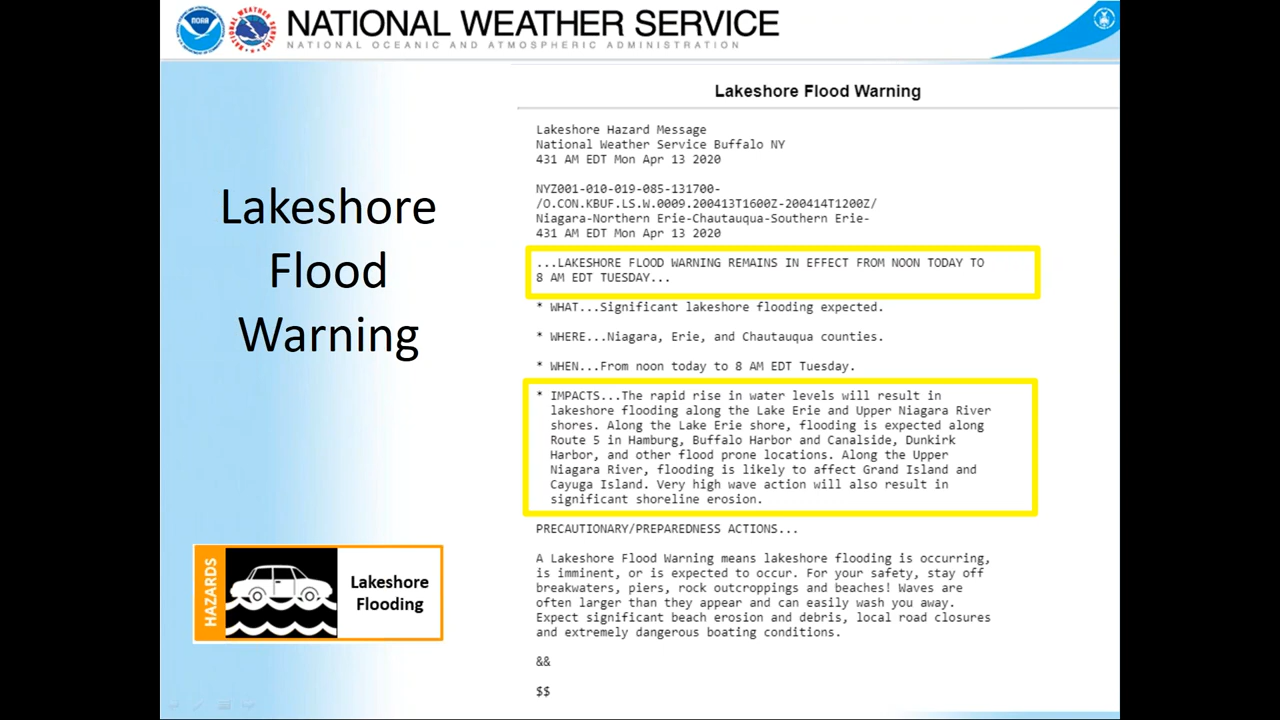 NOAA
NATIONAL WEATHER SERVICE
NATIONAL OCEANIC AND ATMOSPHERIC ADMINISTRATION
Lakeshore
Flood
Warning
HAZARDS
Lakeshore
Flooding
Lakeshore Flood Warning
Lakeshore Hazard Message
National Weather Service Buffalo NY
431 AM EDT Mon Apr 13 2020
NYZ001-010-019-085-131700-
/O.CON.KBUF.LS.W.0009.200413T1600Z-200414T1200Z/
Niagara-Northern Erie-Chautauqua-Southern Erie-
431 AM EDT Mon Apr 13 2020
...LAKESHORE FLOOD WARNING REMAINS IN EFFECT FROM NOON TODAY TO
8 AM EDT TUESDAY...
* WHAT...Significant lakeshore flooding expected.
* WHERE...Niagara, Erie, and Chautauqua counties.
* WHEN...From noon today to 8 AM EDT Tuesday.
* IMPACTS...The rapid rise in water levels will result in
lakeshore flooding along the Lake Erie and Upper Niagara River
shores. Along the Lake Erie shore, flooding is expected along
Route 5 in Hamburg, Buffalo Harbor and Canalside, Dunkirk
Harbor, and other flood prone locations. Along the Upper
Niagara River, flooding is likely to affect Grand Island and
Cayuga Island. Very high wave action will also result in
significant shoreline erosion.
PRECAUTIONARY/PREPAREDNESS ACTIONS...
A Lakeshore Flood Warning means lakeshore flooding is occurring,
is imminent, or is expected to occur. For your safety, stay off
breakwaters, piers, rock outcroppings and beaches! Waves are
often larger than they appear and can easily wash you away.
Expect significant beach erosion and debris, local road closures
and extremely dangerous boating conditions.
&&
$$